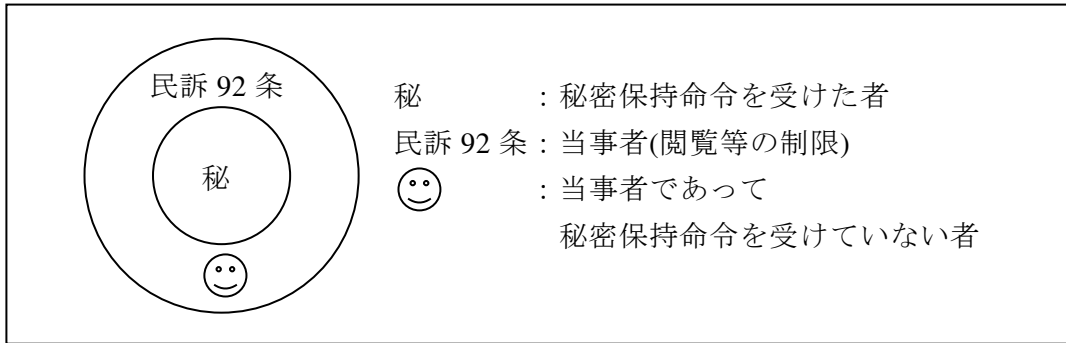 民訴 92 条
秘
秘 : 秘密保持命令を受けた者
民訴 92 条 : 当事者(閲覧等の制限)
: 当事者であって
秘密保持命令を受けていない者